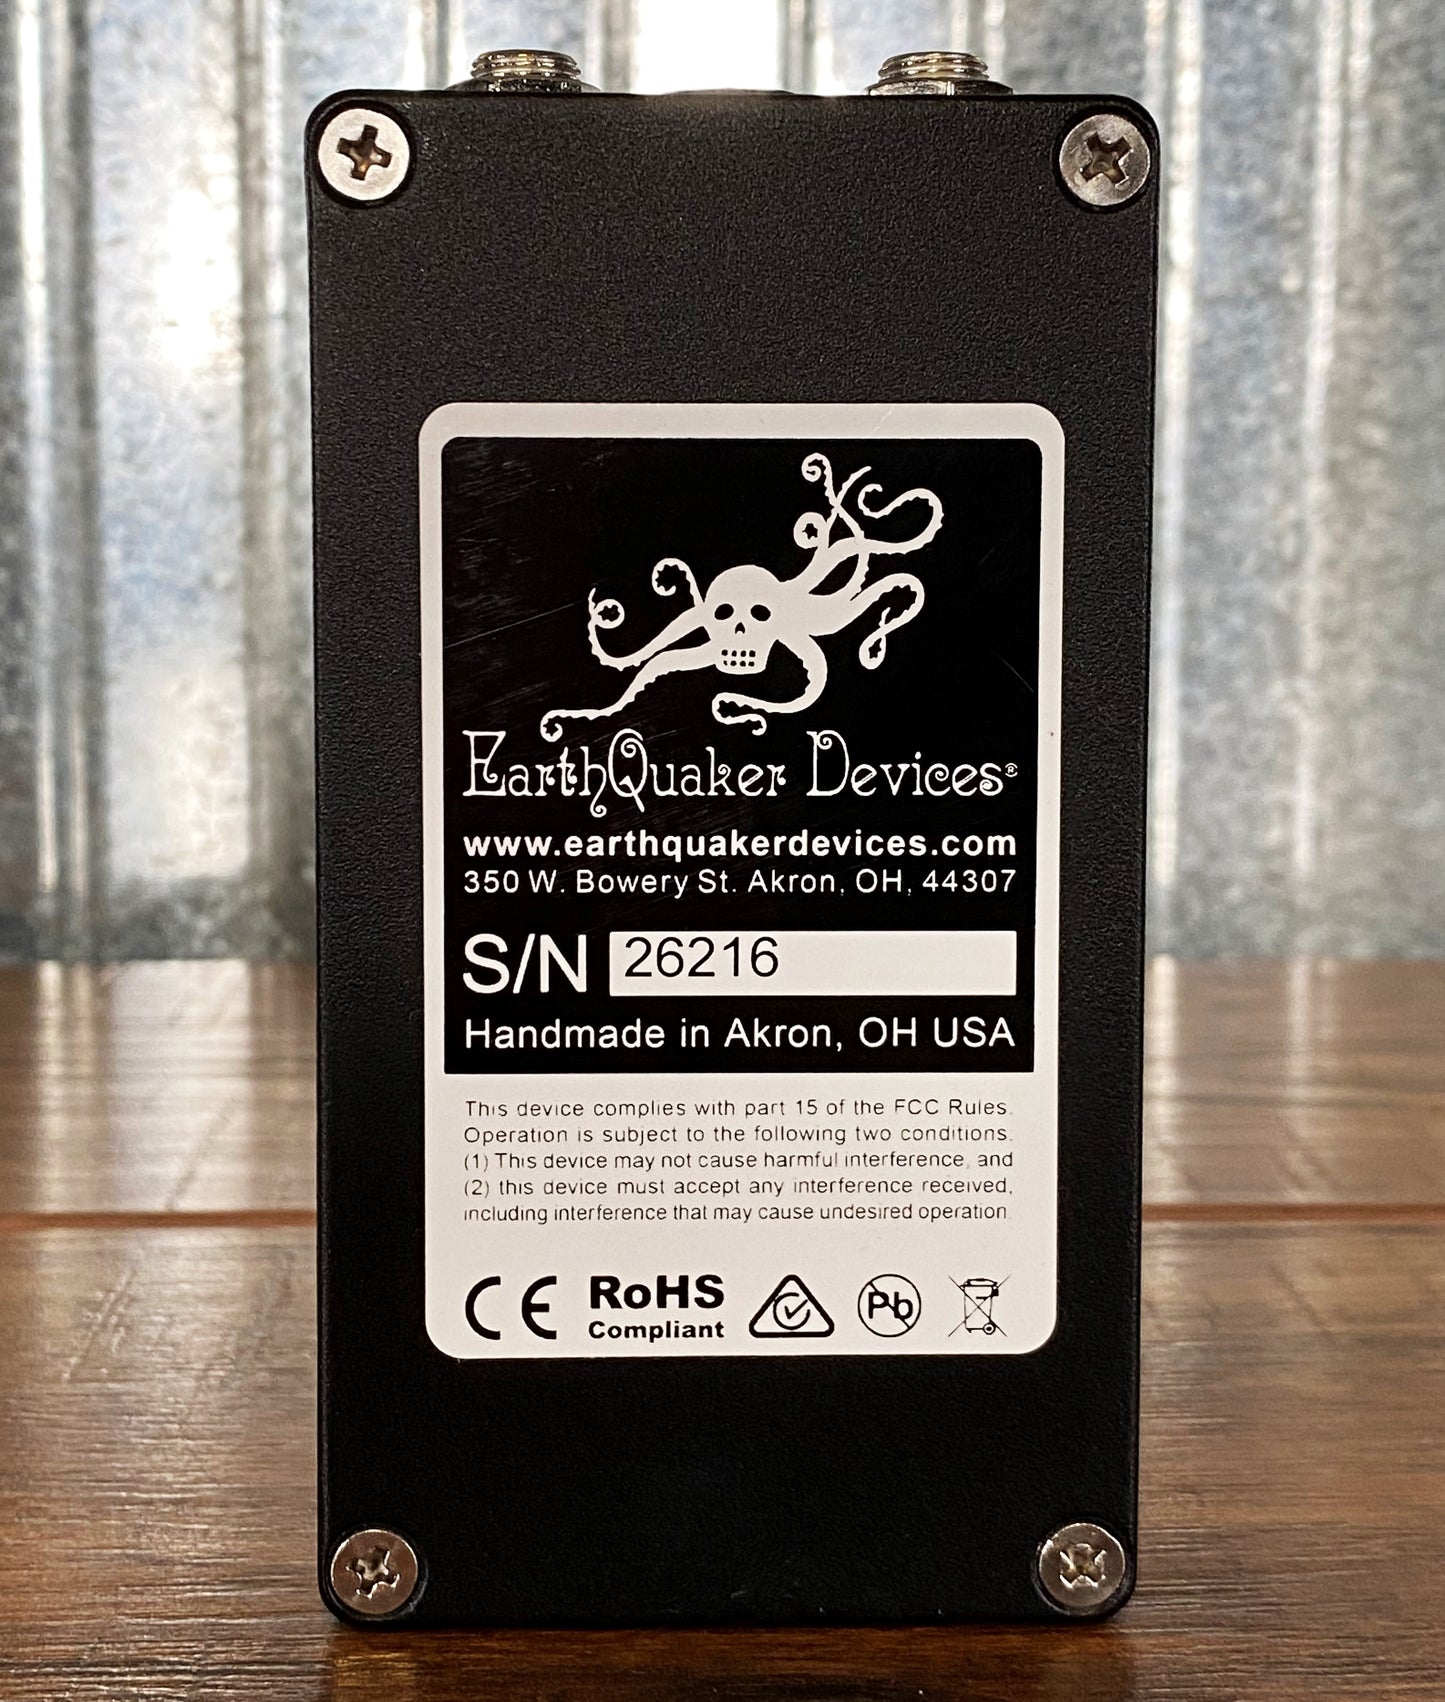 EarthQuaker Devices®
www.earthquakerdevices.com
350 W. Bowery St. Akron, OH, 44307
S/N 26216
Handmade in Akron, OH USA
This device complies with part 15 of the FCC Rules.
Operation is subject to the following two conditions.
(1) This device may not cause harmful interference, and
(2) this device must accept any interference received,
including interference that may cause undesired operation.
CE RoHS Pb
Compliant